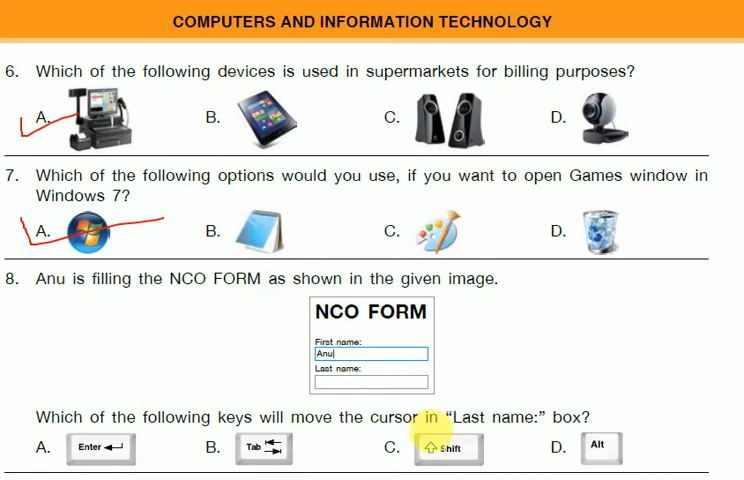 COMPUTERS AND INFORMATION TECHNOLOGY
6. Which of the following devices is used in supermarkets for billing purposes?
A. B. C. D.
7. Which of the following options would you use, if you want to open Games window in
Windows 7?
A. B. C. D.
8. Anu is filling the NCO FORM as shown in the given image.
NCO FORM
First name:
Anu
Last name:
Which of the following keys will move the cursor in “Last name:” box?
A. Enter B. Tab C. Shift D. Alt